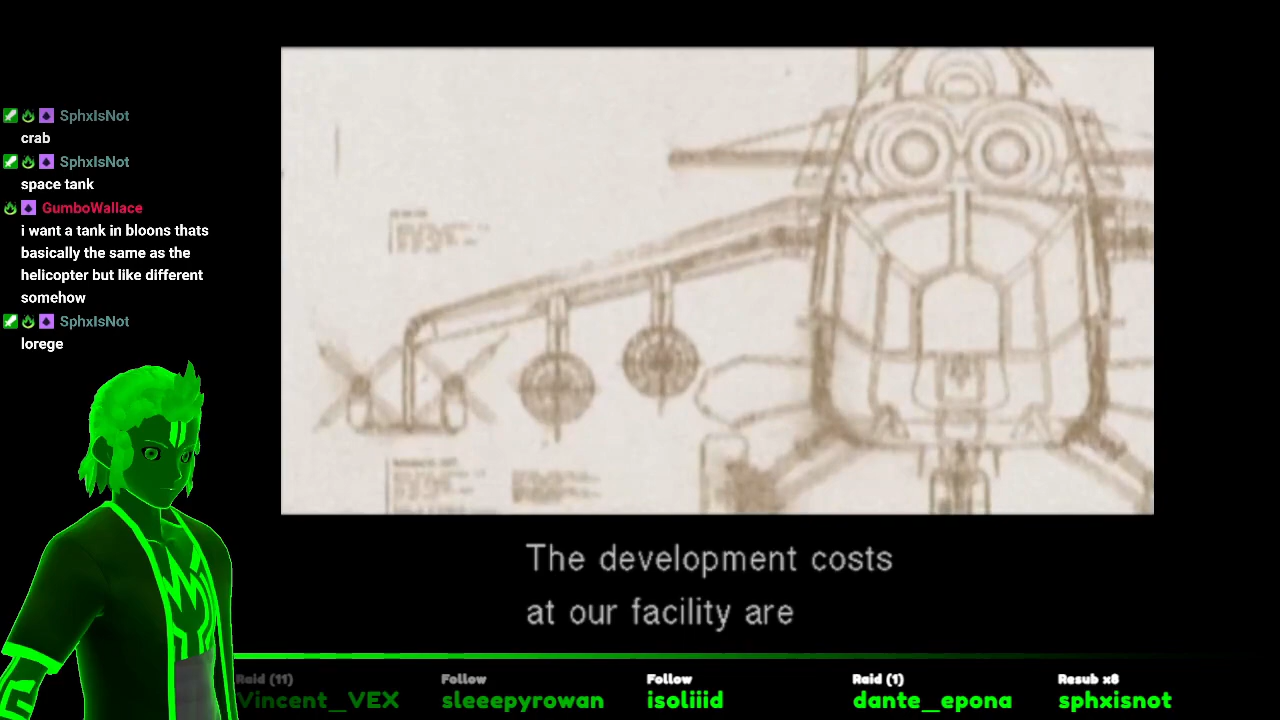 SphxIsNot
crab
SphxIsNot
space tank
GumboWallace
i want a tank in bloons thats
basically the same as the
helicopter but like different
somehow
SphxIsNot
lorege
The development costs
at our facility are
Raid (11)
Vincent_VEX
Follow
sleeepyrowan
Follow
isoliiid
Raid (1)
dante_epona
Resub x8
sphxisnot